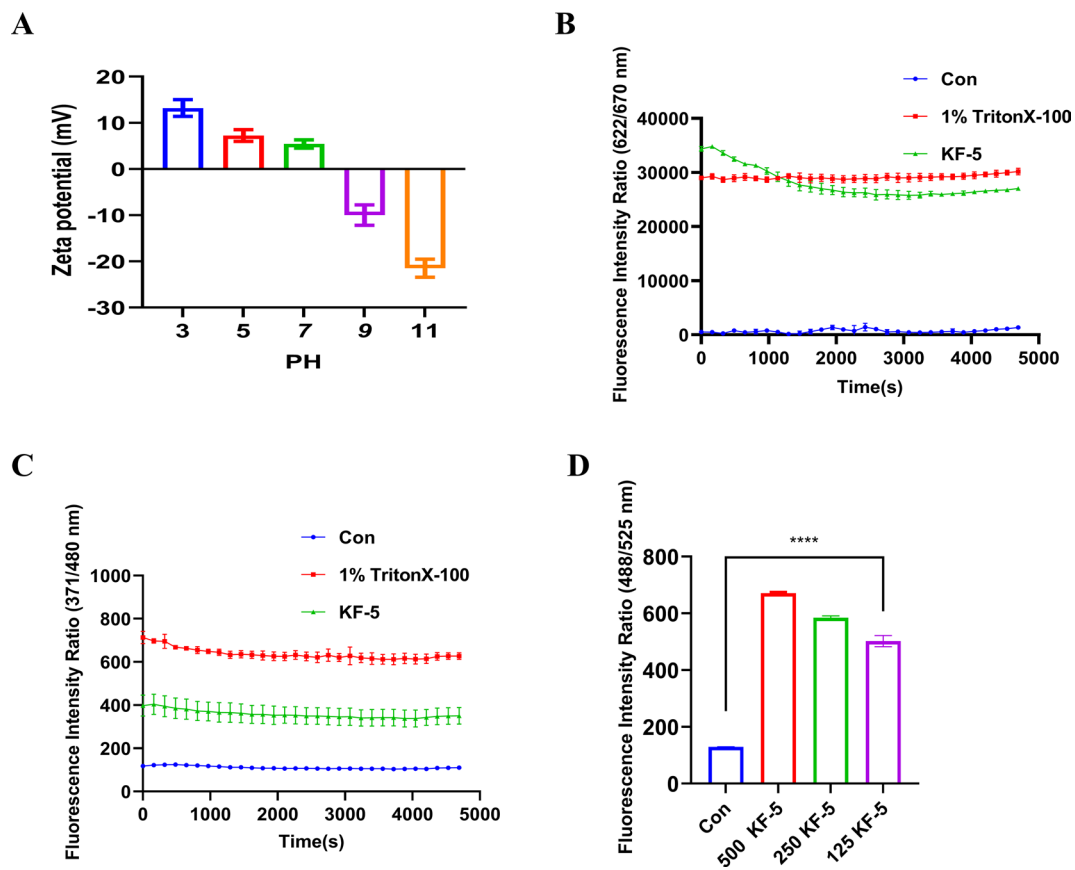 A
Zeta potential (mV)
20
10
0
-10
-20
-30
3 5 7 9 11
PH
B
Fluorescence Intensity Ratio (622/670 nm)
Con
1% TritonX-100
KF-5
40000
30000
20000
10000
0
0 1000 2000 3000 4000 5000
Time(s)
C
Fluorescence Intensity Ratio (371/480 nm)
Con
1% TritonX-100
KF-5
1000
800
600
400
200
0
0 1000 2000 3000 4000 5000
Time(s)
D
Fluorescence Intensity Ratio (488/525 nm)
****
800
600
400
200
0
Con
500 KF-5
250 KF-5
125 KF-5